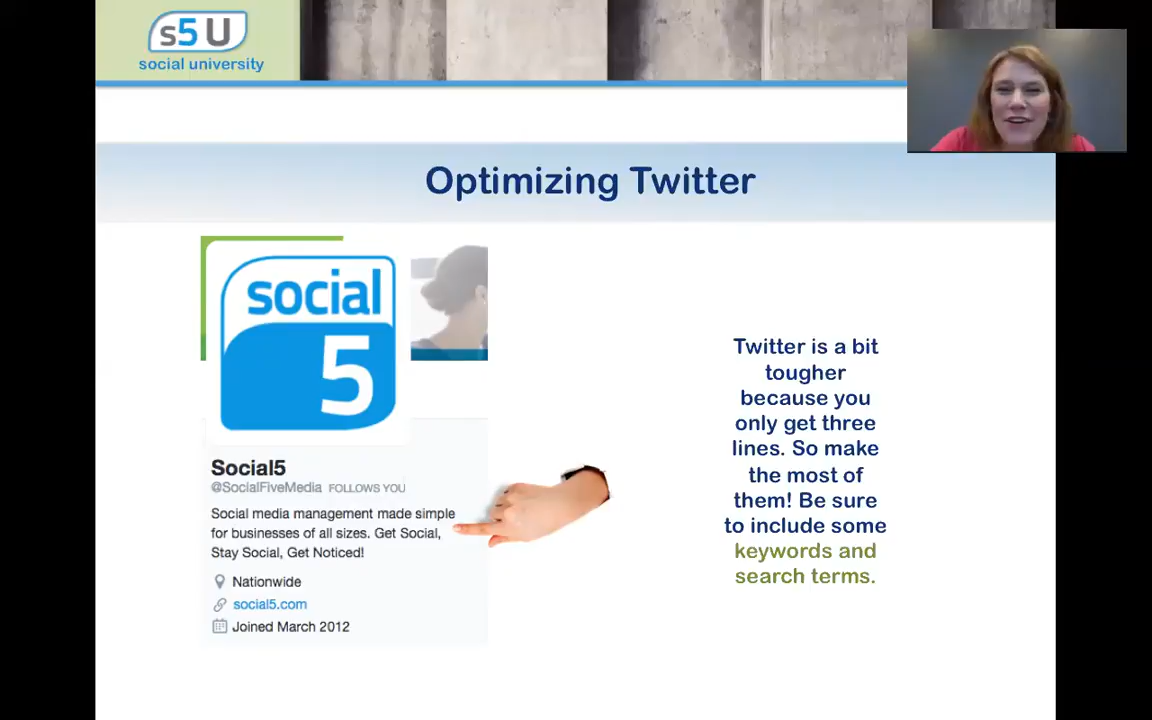 s5 U
social university
Optimizing Twitter
social
5
Social5
@SocialFiveMedia FOLLOWS YOU
Social media management made simple
for businesses of all sizes. Get Social,
Stay Social, Get Noticed!
Nationwide
social5.com
Joined March 2012
Twitter is a bit
tougher
because you
only get three
lines. So make
the most of
them! Be sure
to include some
keywords and
search terms.